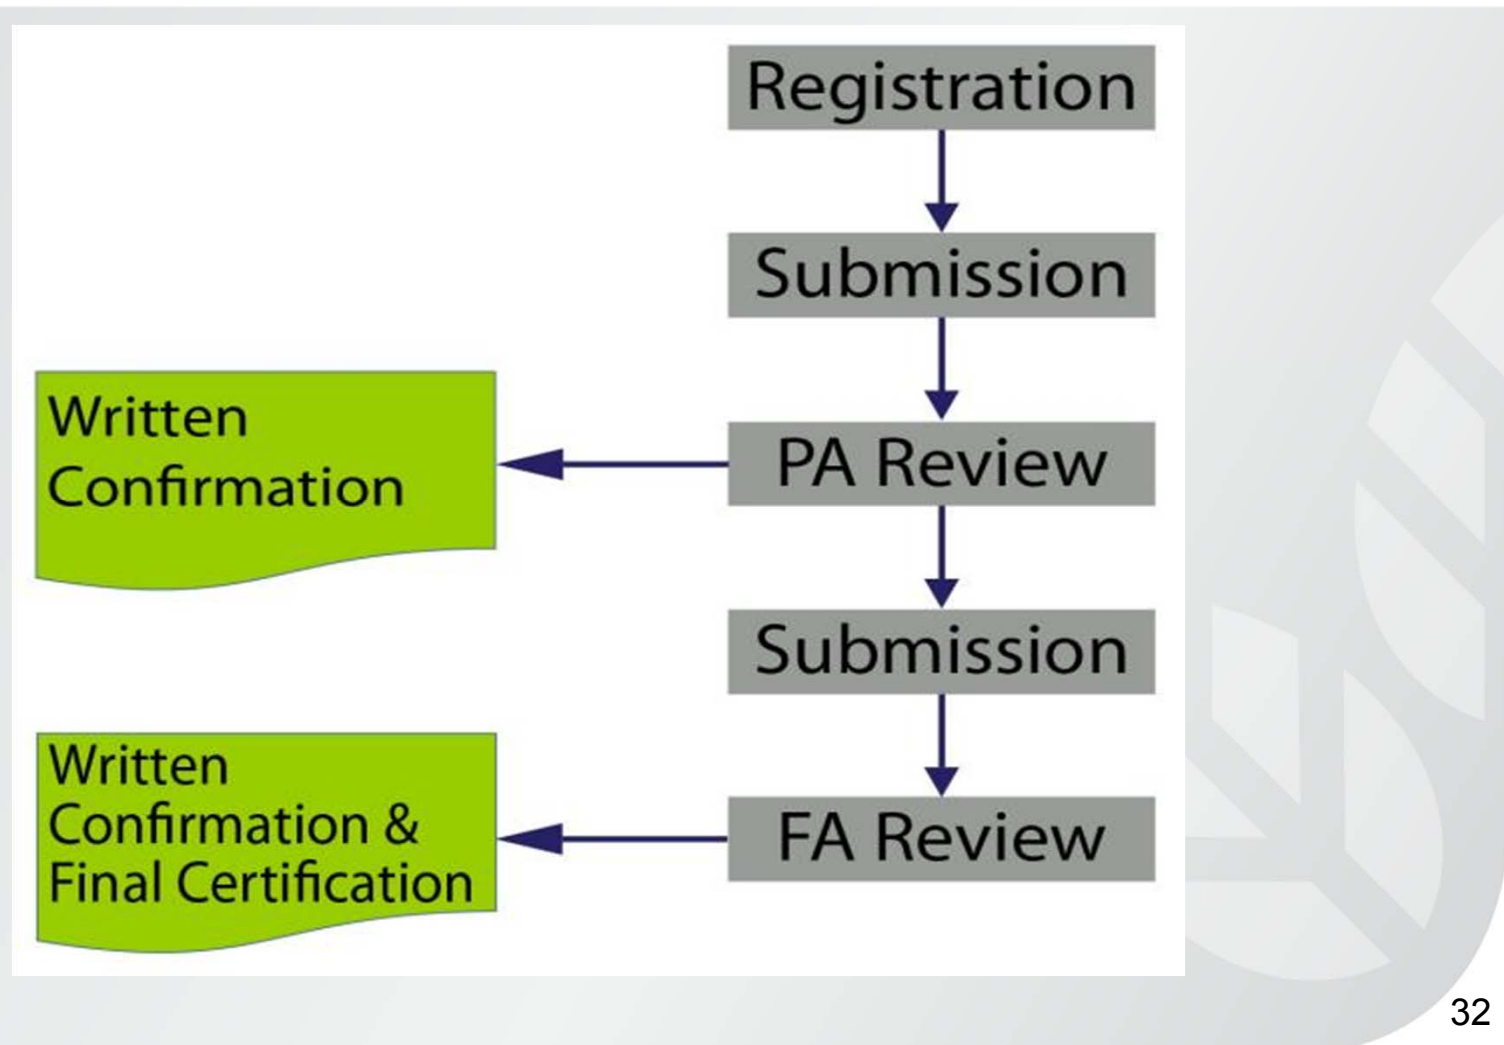 Registration
Submission
Written
Confirmation
PA Review
Submission
Written
Confirmation &
Final Certification
FA Review
32